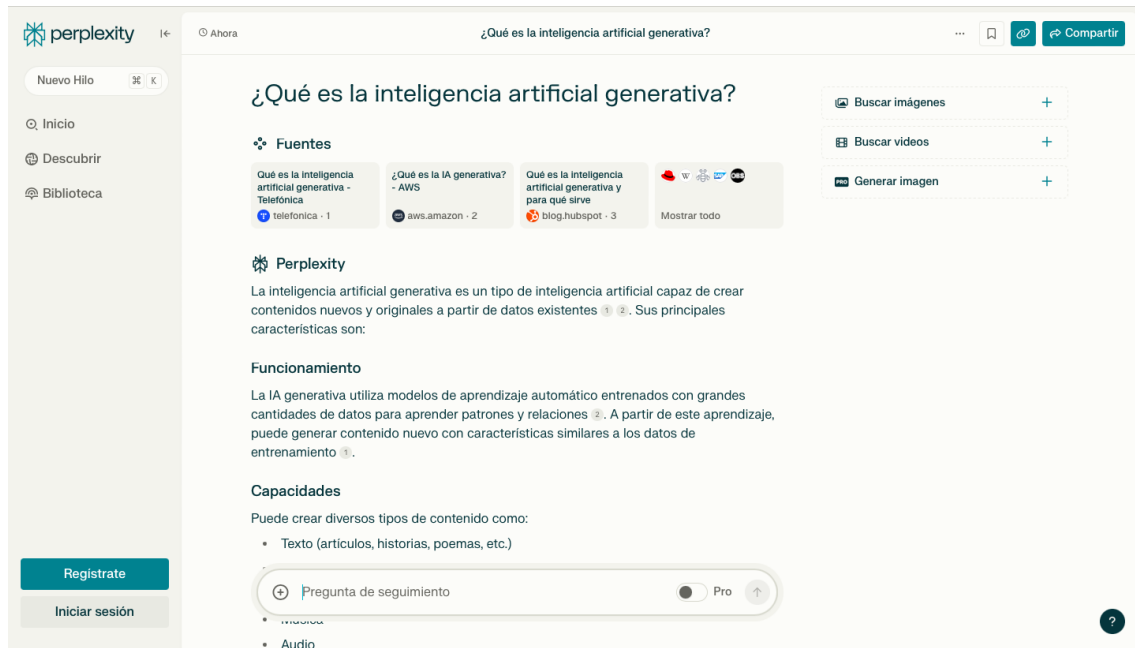 perplexity
Nuevo Hilo ⌘ K
Inicio
Descubrir
Biblioteca
Regístrate
Iniciar sesión
Ahora
¿Qué es la inteligencia artificial generativa?
Compartir
¿Qué es la inteligencia artificial generativa?
Fuentes
Qué es la inteligencia
artificial generativa -
Telefónica
telefonica · 1
¿Qué es la IA generativa?
- AWS
aws.amazon · 2
Qué es la inteligencia
artificial generativa y
para qué sirve
blog.hubspot · 3
W SAP OBS
Mostrar todo
Perplexity
La inteligencia artificial generativa es un tipo de inteligencia artificial capaz de crear
contenidos nuevos y originales a partir de datos existentes 1 2. Sus principales
características son:
Funcionamiento
La IA generativa utiliza modelos de aprendizaje automático entrenados con grandes
cantidades de datos para aprender patrones y relaciones 2. A partir de este aprendizaje,
puede generar contenido nuevo con características similares a los datos de
entrenamiento 1.
Capacidades
Puede crear diversos tipos de contenido como:
• Texto (artículos, historias, poemas, etc.)
Pregunta de seguimiento
Pro
• Música
• Audio
Buscar imágenes
Buscar videos
PRO Generar imagen
?